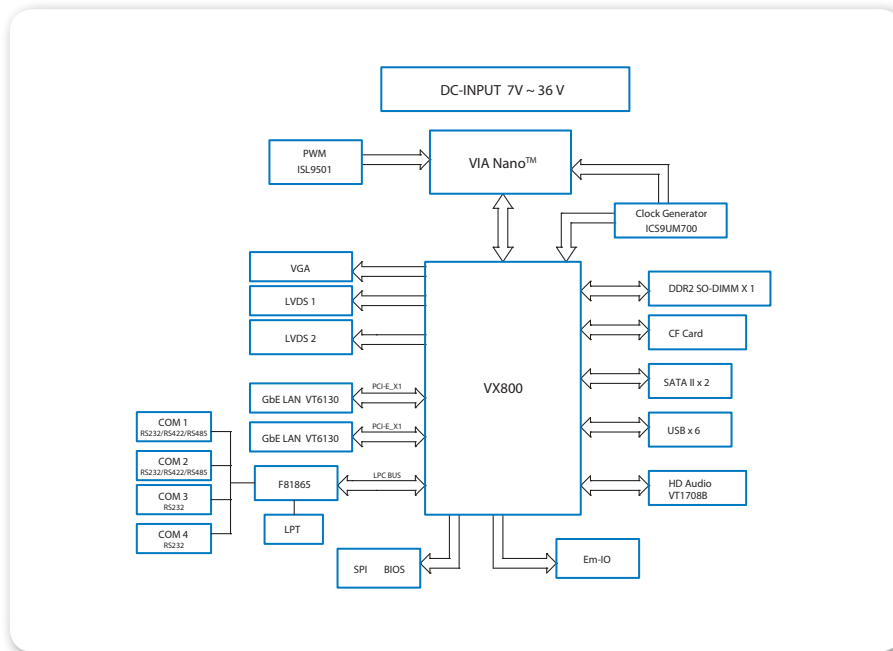 DC-INPUT 7V ~ 36 V
PWM
ISL9501
VIA Nano™
Clock Generator
ICS9UM700
VGA
LVDS 1
LVDS 2
GbE LAN VT6130
PCI-E_X1
GbE LAN VT6130
PCI-E_X1
VX800
DDR2 SO-DIMM X 1
CF Card
SATA II x 2
USB x 6
HD Audio
VT1708B
COM 1
RS232/RS422/RS485
COM 2
RS232/RS422/RS485
COM 3
RS232
COM 4
RS232
F81865
LPC BUS
LPT
SPI BIOS
Em-IO